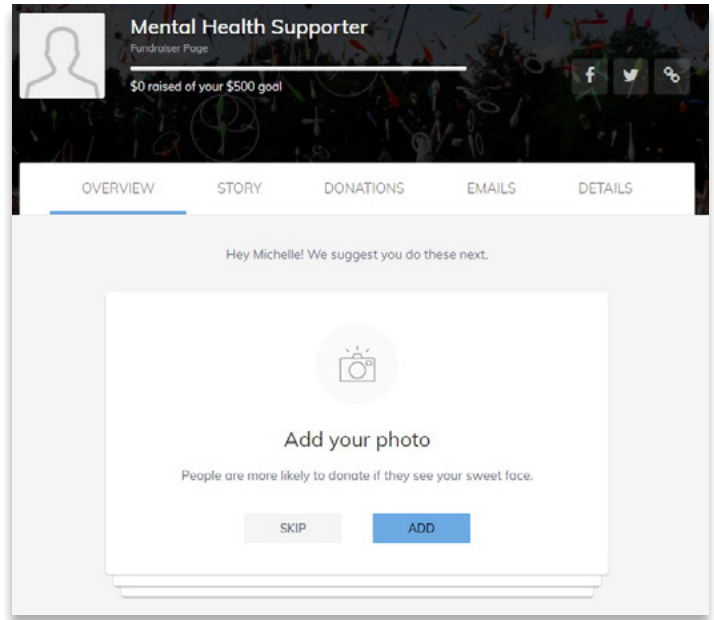 Mental Health Supporter
Fundraiser Page
$0 raised of your $500 goal
OVERVIEW STORY DONATIONS EMAILS DETAILS
Hey Michelle! We suggest you do these next.
Add your photo
People are more likely to donate if they see your sweet face.
SKIP ADD